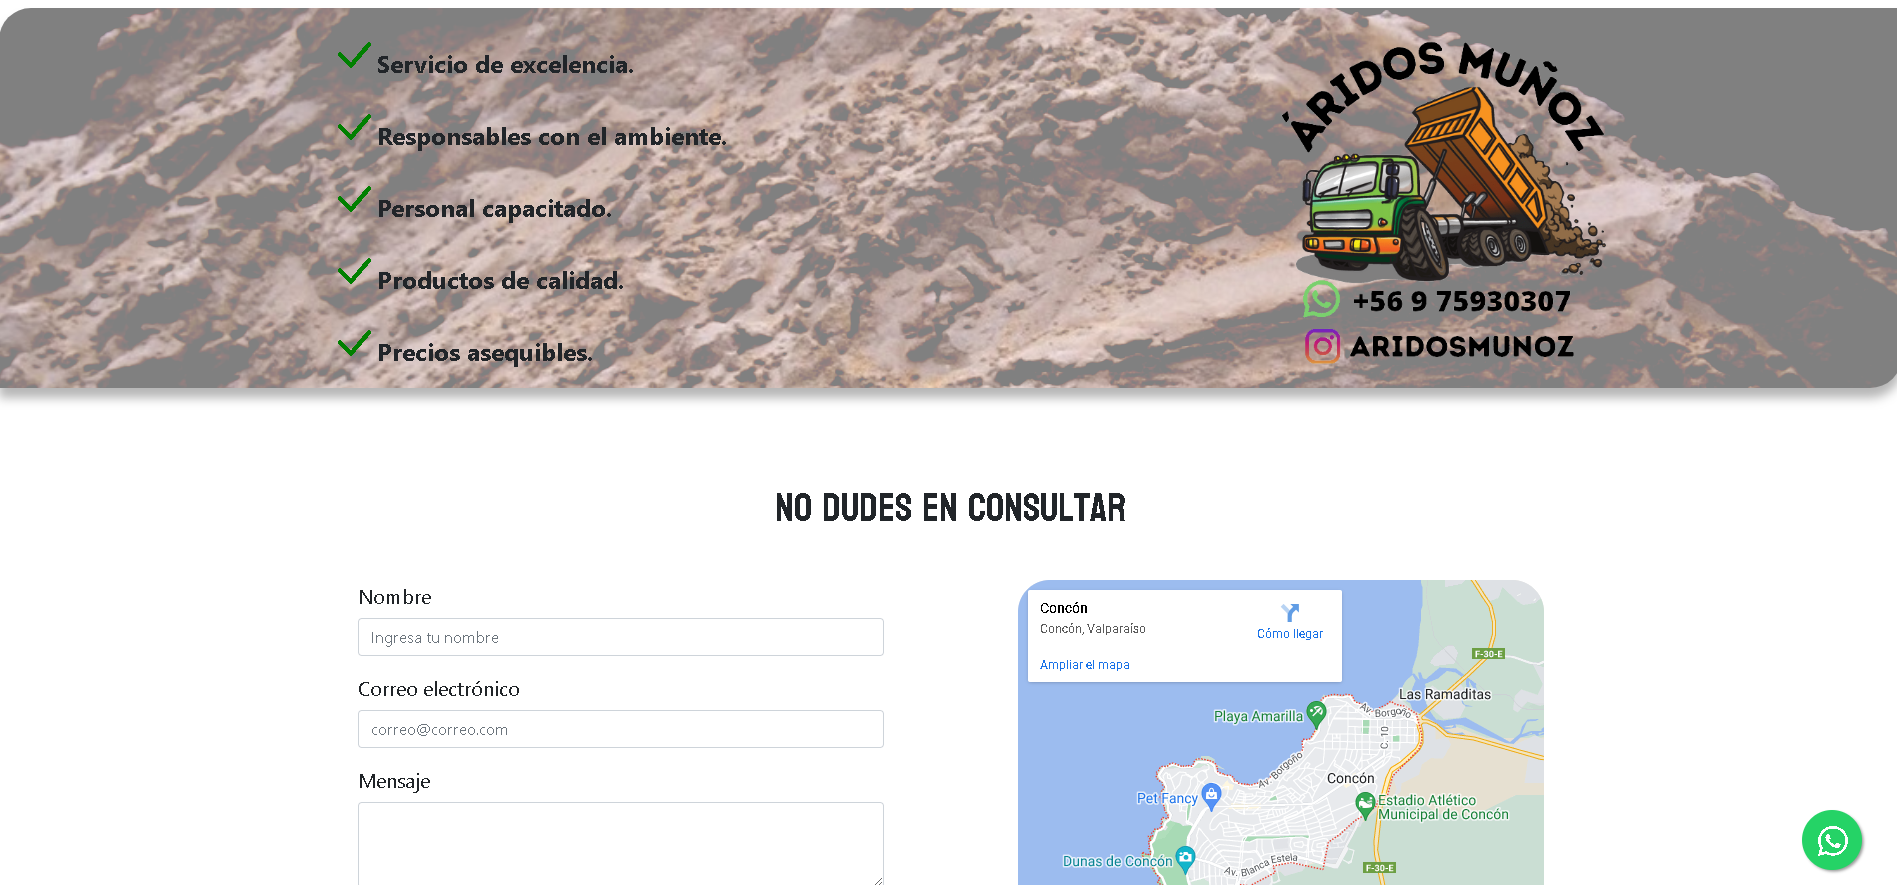 Servicio de excelencia.
Responsables con el ambiente.
Personal capacitado.
Productos de calidad.
Precios asequibles.
ÁRIDOS MUÑOZ
+56 9 75930307
ARIDOSMUNOZ
NO DUDES EN CONSULTAR
Nombre
Ingresa tu nombre
Correo electrónico
correo@correo.com
Mensaje
Concón
Concón, Valparaíso
Cómo llegar
Ampliar el mapa
F-30-E
Las Ramaditas
Playa Amarilla
Av. Borgoño
C. 10
Av. Borgoño
Concón
Pet Fancy
Estadio Atlético
Municipal de Concón
Dunas de Concón
Av. Blanca Estela
F-30-E